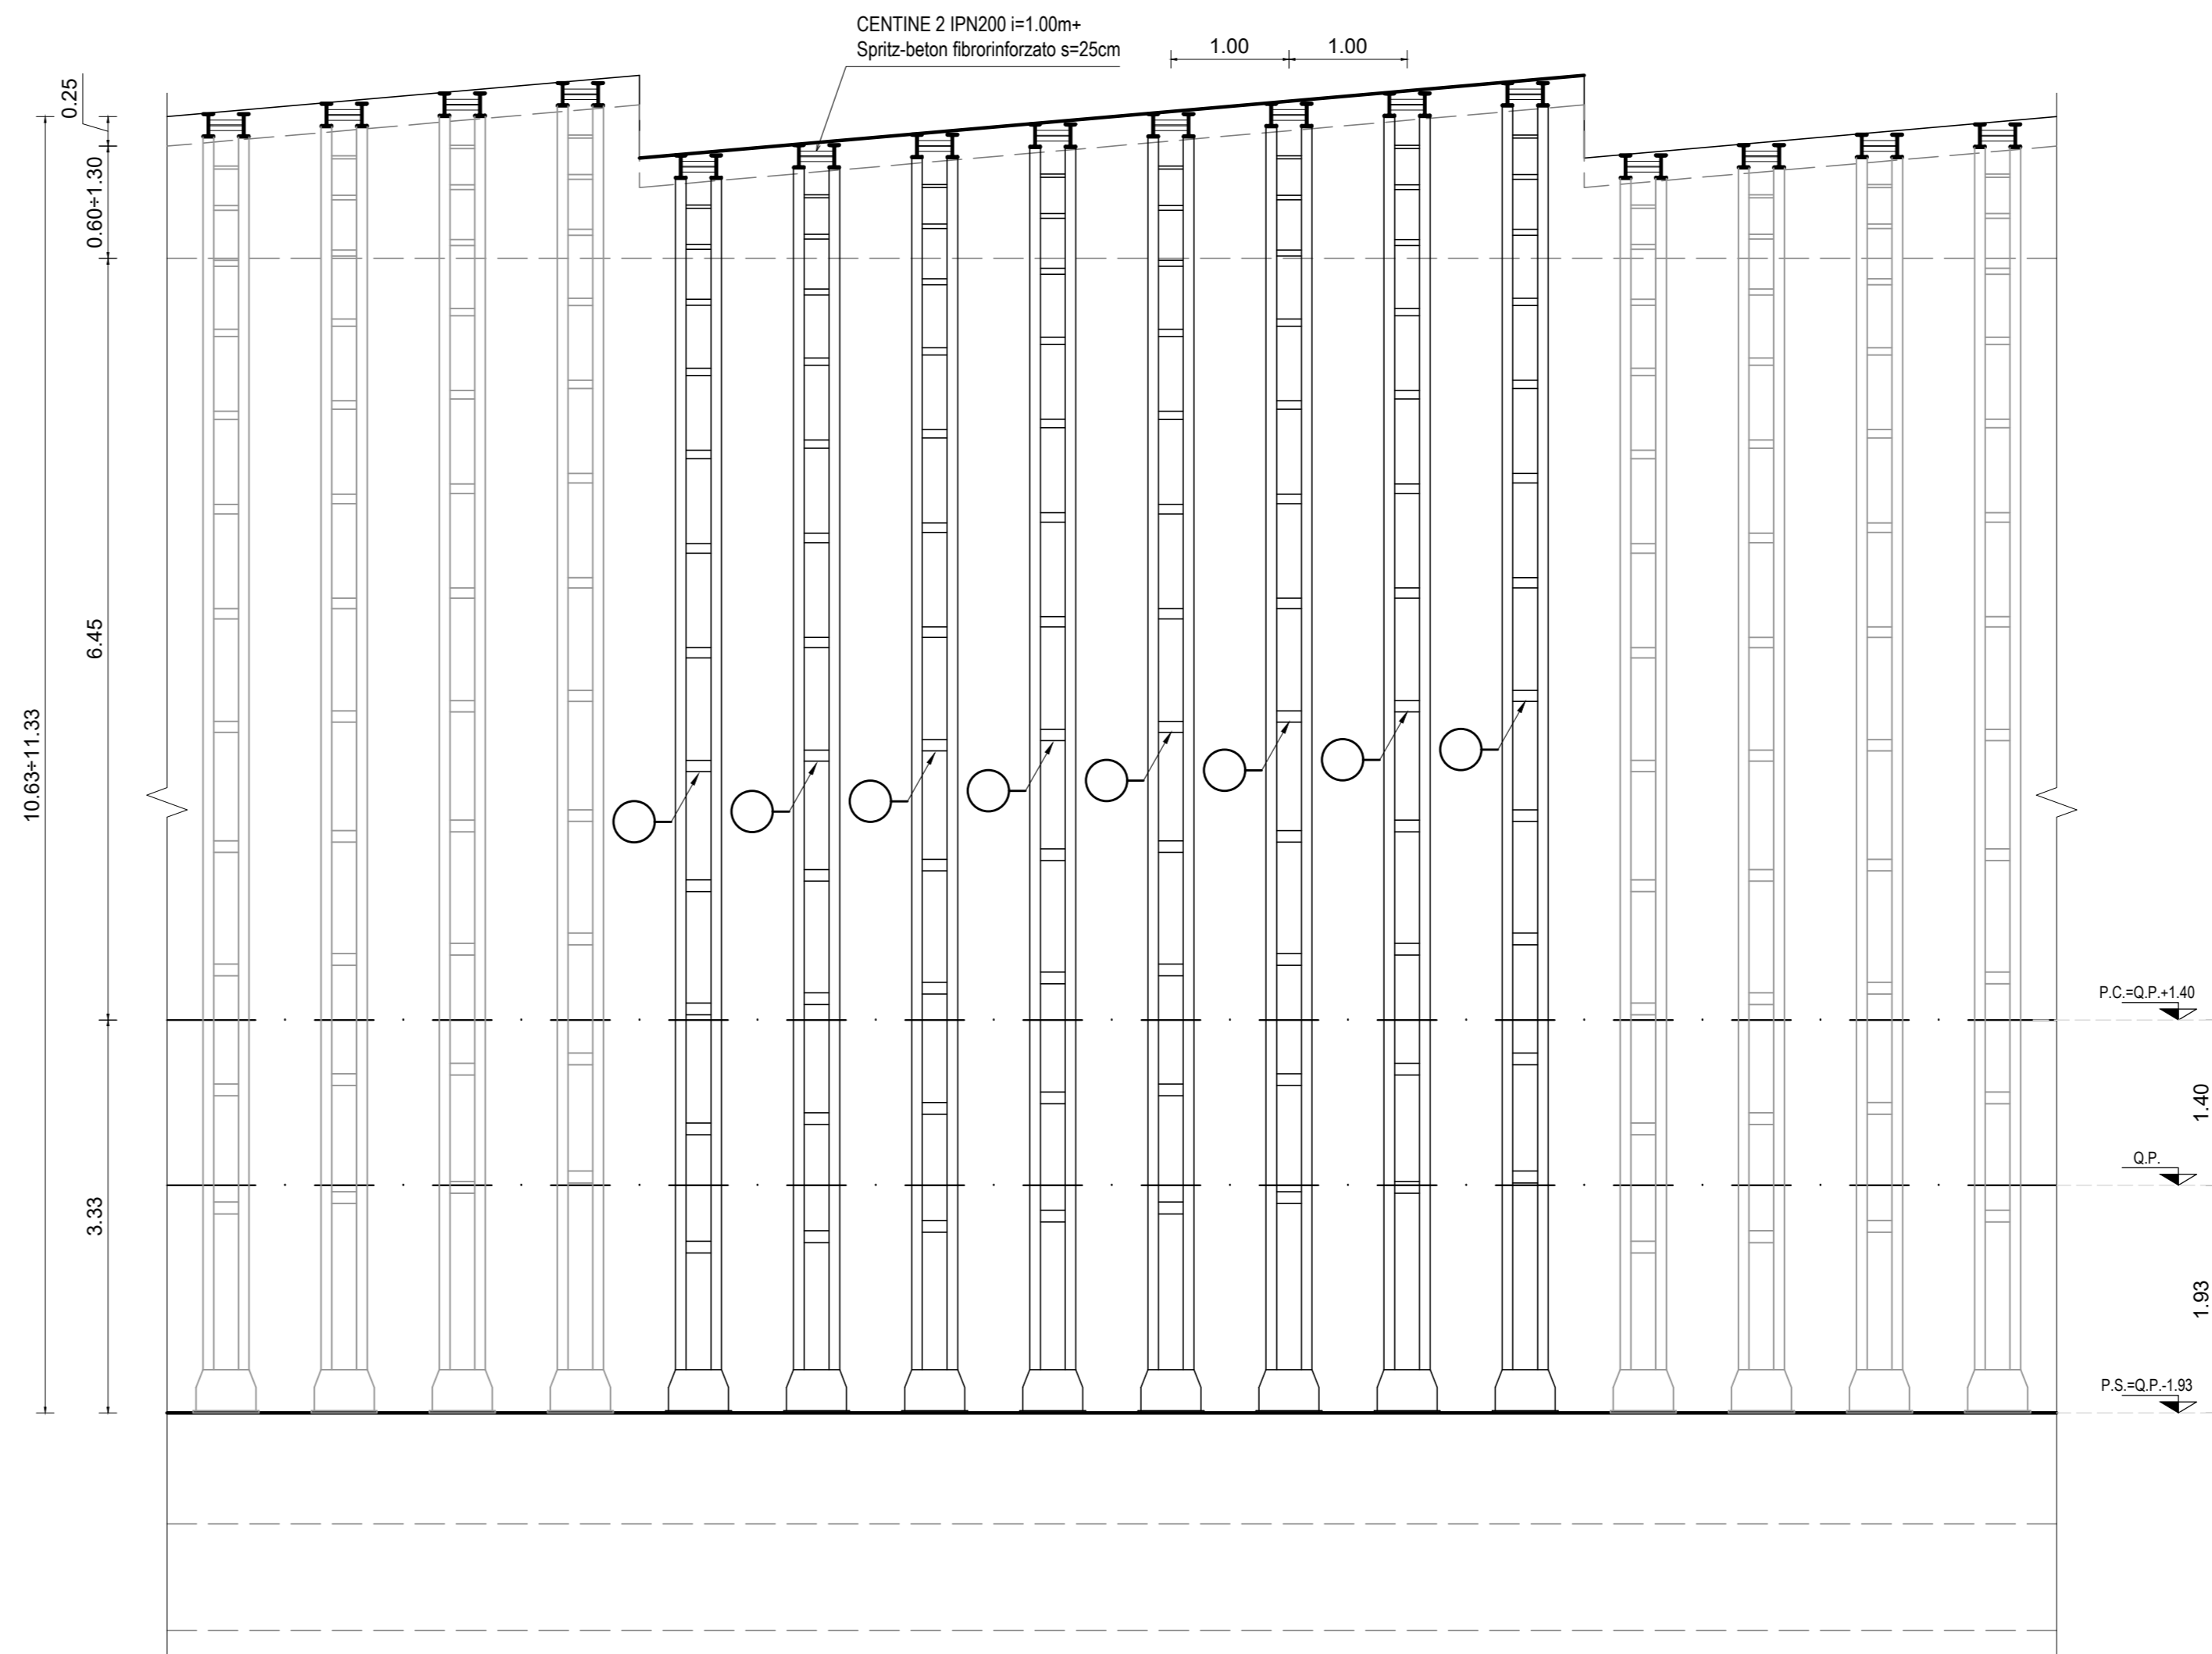 CENTINE 2 IPN200 i=1.00m+
Spritz-beton fibrorinforzato s=25cm
1.00
1.00
0.25
0.60÷1.30
6.45
10.63÷11.33
3.33
P.C.=Q.P.+1.40
1.40
Q.P.
1.93
P.S.=Q.P.-1.93